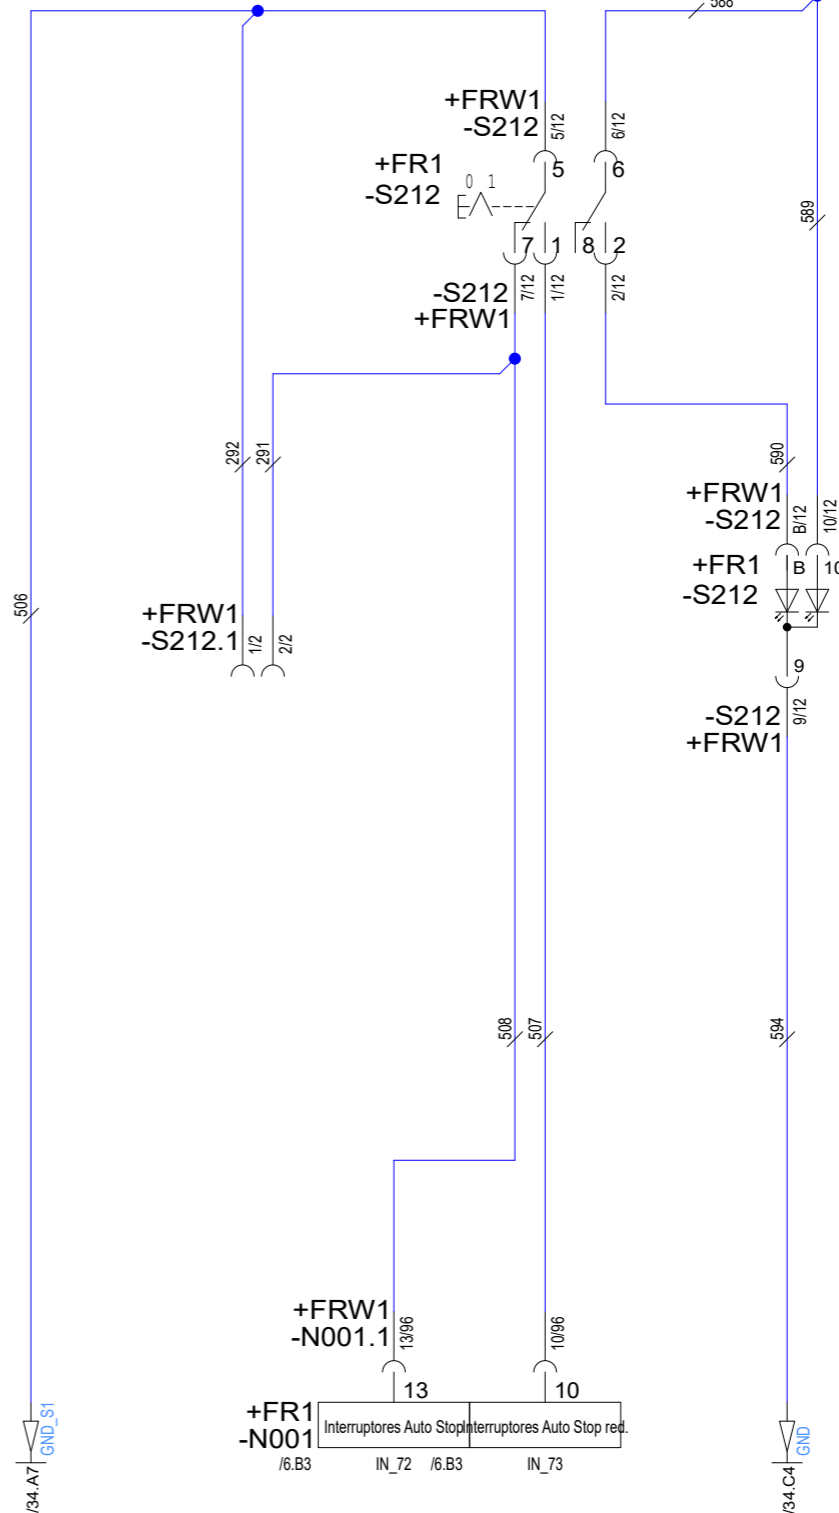 588
+FRW1
-S212
5/12
6/12
+FR1
-S212
0 1
5
6
589
7
1
8
2
-S212
+FRW1
7/12
1/12
2/12
292
291
590
+FRW1
-S212
B/12
10/12
+FR1
-S212
B
10
506
+FRW1
-S212.1
1/2
2/2
9
-S212
+FRW1
9/12
508
507
594
+FRW1
-N001.1
13/96
10/96
13
10
+FR1
-N001
Interruptores Auto Stop
Interruptores Auto Stop red.
/6.B3
IN_72
/6.B3
IN_73
GND_S1
/34.A7
GND
/34.C4